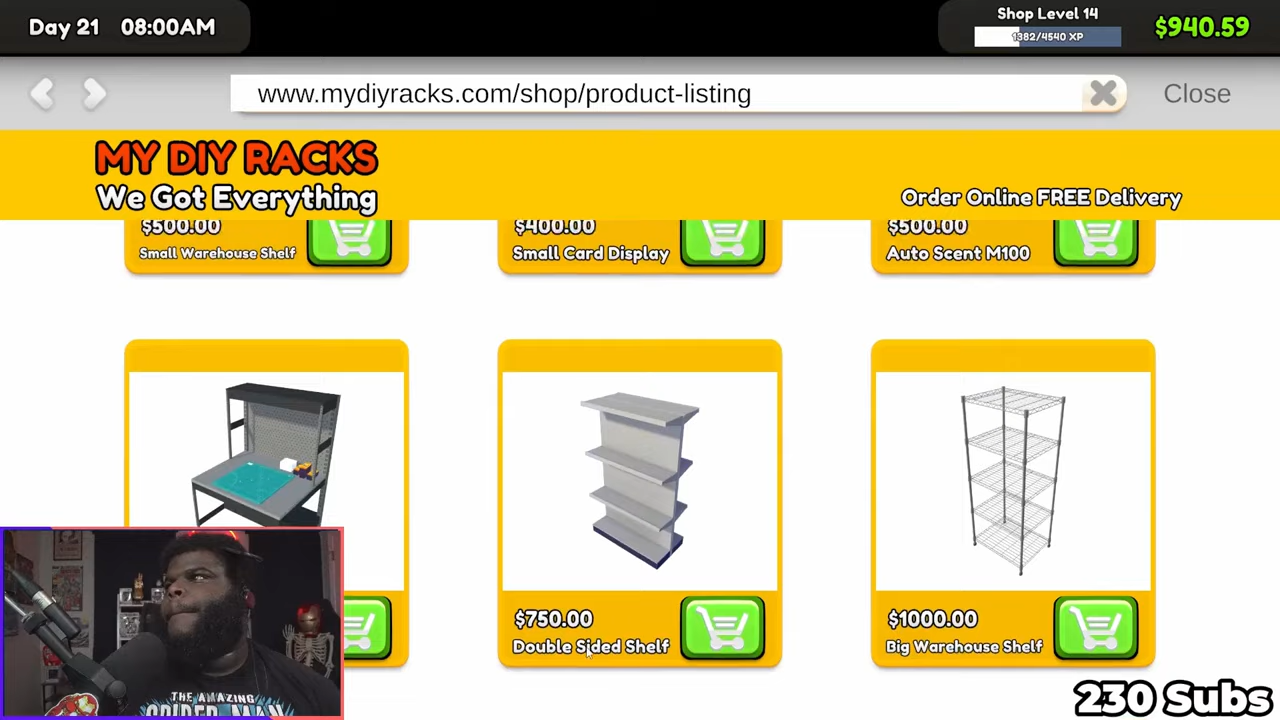 Day 21 08:00AM
Shop Level 14
1382/4540 XP
$940.59
www.mydiyracks.com/shop/product-listing
Close
MY DIY RACKS
We Got Everything
Order Online FREE Delivery
$500.00
Small Warehouse Shelf
$400.00
Small Card Display
$500.00
Auto Scent M100
$750.00
Double Sided Shelf
$1000.00
Big Warehouse Shelf
THE AMAZING
SPIDER-MAN
230 Subs